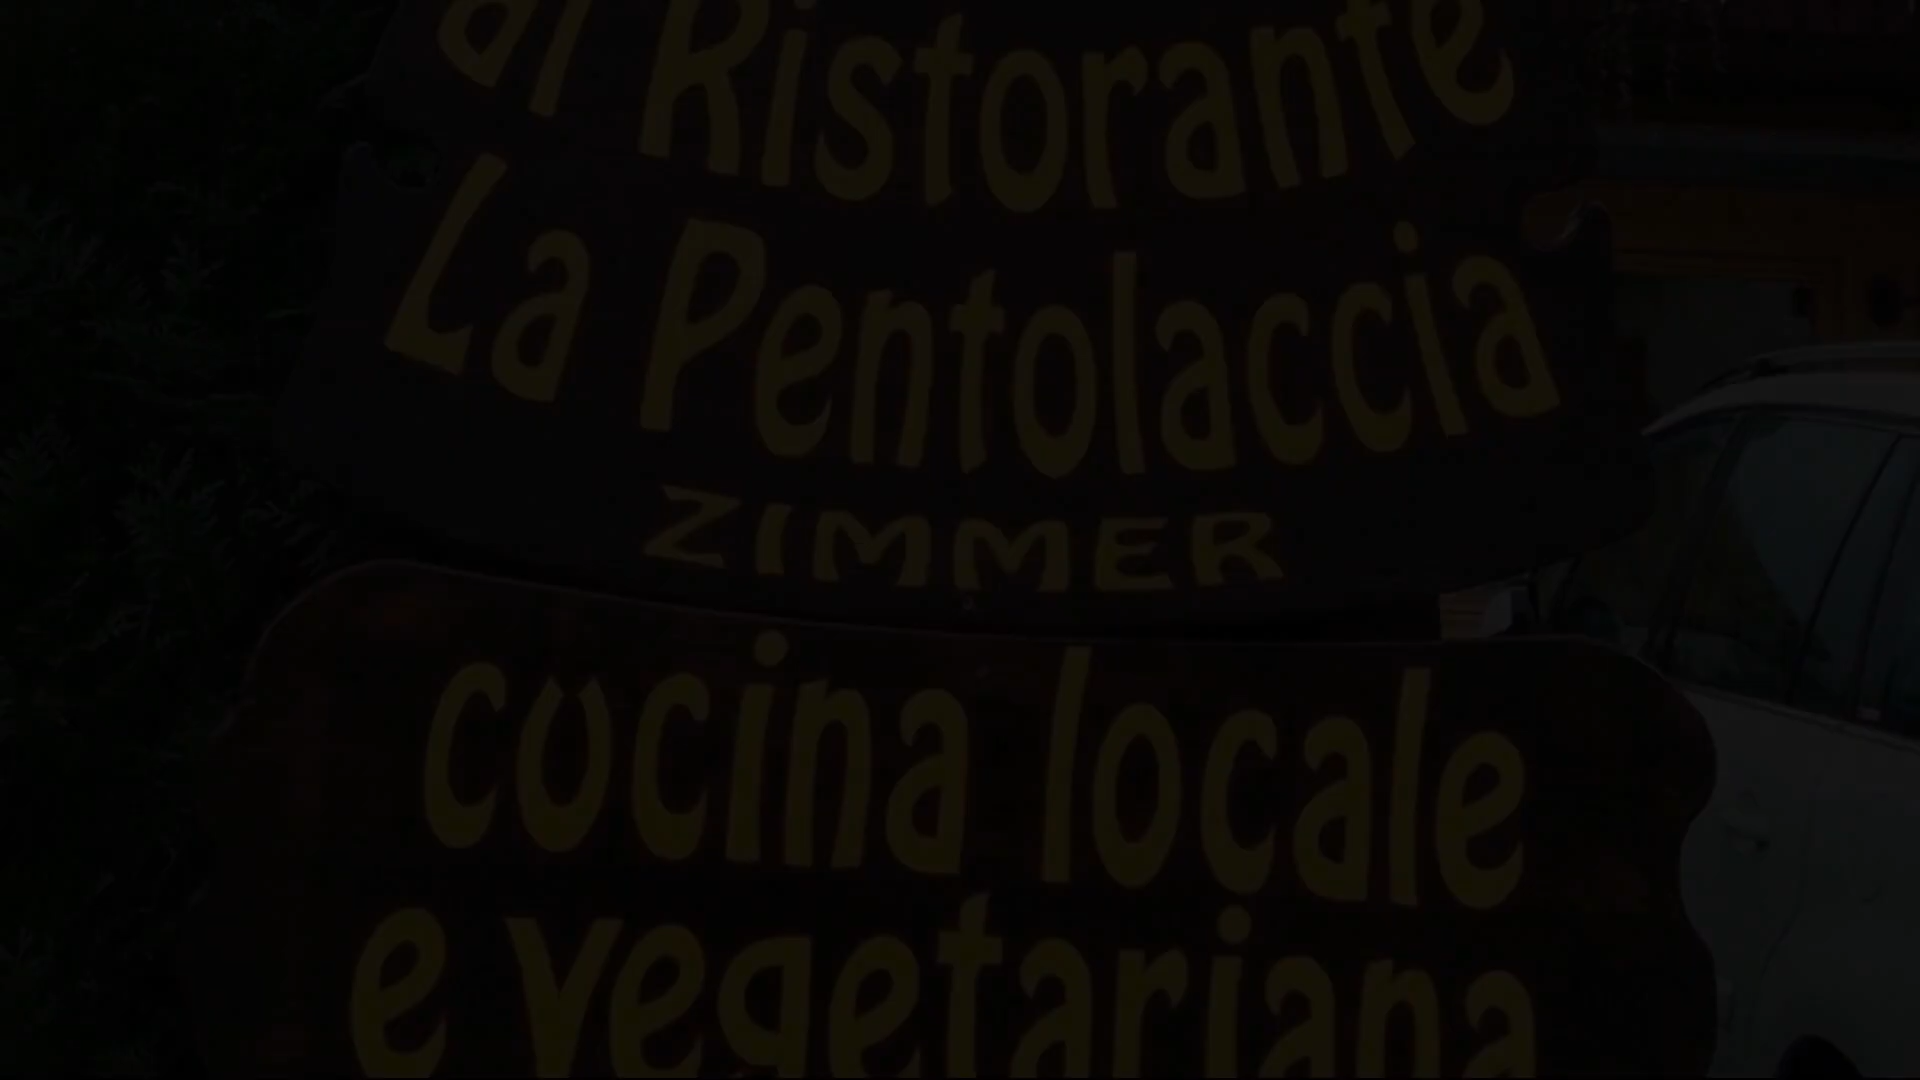 al Ristorante
La Pentolaccia
ZIMMER
cucina locale
e vegetariana